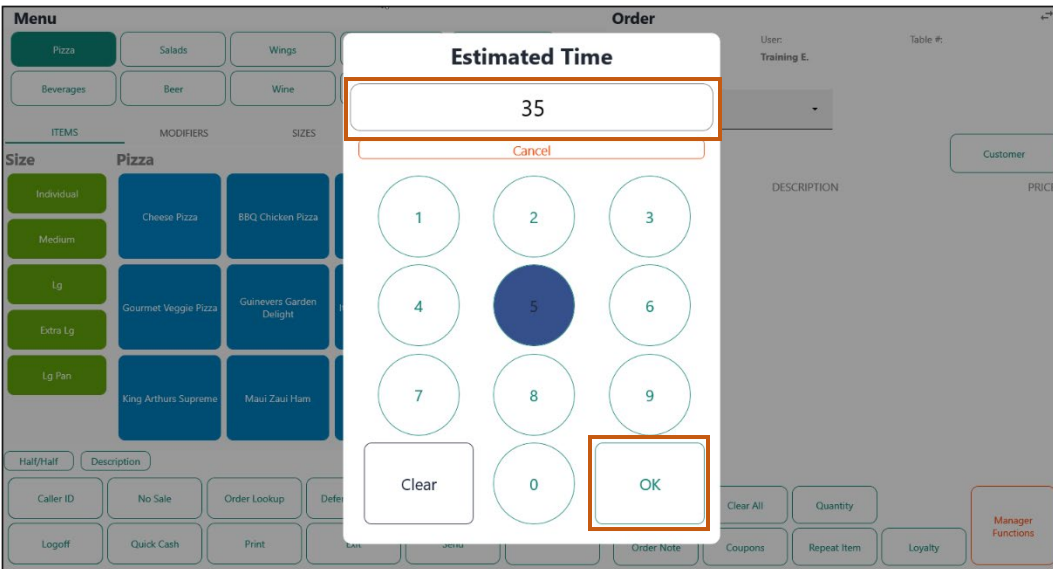 Menu
Order
Pizza
Salads
Wings
Estimated Time
User:
Training E.
Table #:
Beverages
Beer
Wine
35
Cancel
ITEMS
MODIFIERS
SIZES
Customer
Size
Pizza
DESCRIPTION
PRICE
Individual
Medium
Lg
Extra Lg
Lg Pan
Cheese Pizza
BBQ Chicken Pizza
Gourmet Veggie Pizza
Guinevers Garden
Delight
King Arthurs Supreme
Maui Zaui Ham
1
2
3
4
5
6
7
8
9
Clear
0
OK
Half/Half
Description
Caller ID
No Sale
Order Lookup
Clear All
Quantity
Manager
Functions
Logoff
Quick Cash
Print
Exit
Send
Order Note
Coupons
Repeat Item
Loyalty